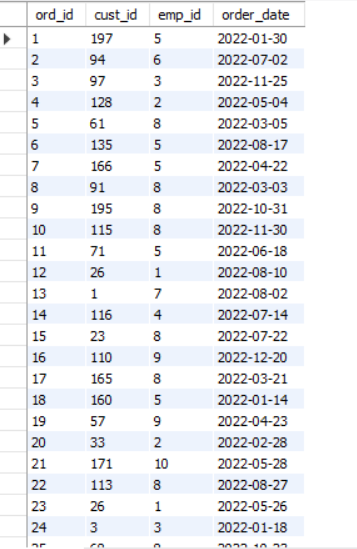 ord_id cust_id emp_id order_date
1 197 5 2022-01-30
2 94 6 2022-07-02
3 97 3 2022-11-25
4 128 2 2022-05-04
5 61 8 2022-03-05
6 135 5 2022-08-17
7 166 5 2022-04-22
8 91 8 2022-03-03
9 195 8 2022-10-31
10 115 8 2022-11-30
11 71 5 2022-06-18
12 26 1 2022-08-10
13 1 7 2022-08-02
14 116 4 2022-07-14
15 23 8 2022-07-22
16 110 9 2022-12-20
17 165 8 2022-03-21
18 160 5 2022-01-14
19 57 9 2022-04-23
20 33 2 2022-02-28
21 171 10 2022-05-28
22 113 8 2022-08-27
23 26 1 2022-05-26
24 3 3 2022-01-18